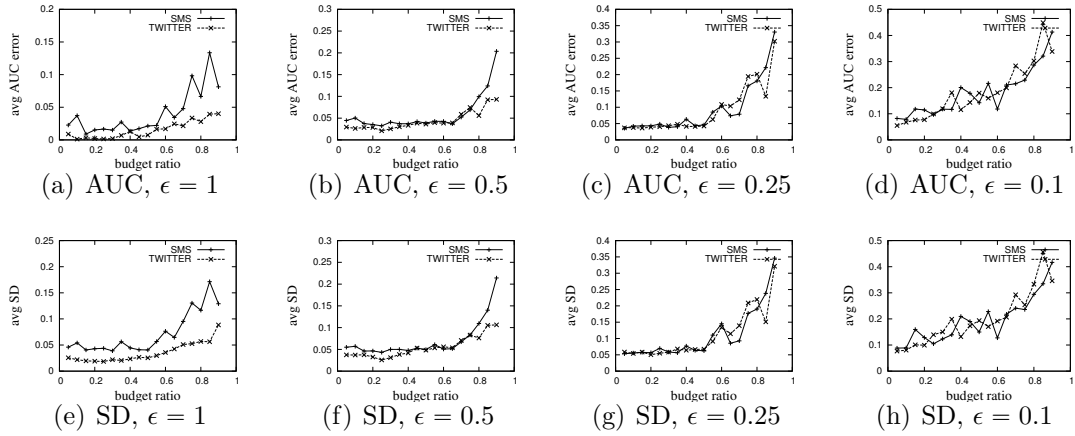 0.2
0.15
0.1
0.05
0
avg AUC error
SMS
TWITTER
0 0.2 0.4 0.6 0.8 1
budget ratio
(a) AUC, ϵ = 1
0.3
0.25
0.2
0.15
0.1
0.05
0
avg AUC error
SMS
TWITTER
0 0.2 0.4 0.6 0.8 1
budget ratio
(b) AUC, ϵ = 0.5
0.4
0.35
0.3
0.25
0.2
0.15
0.1
0.05
0
avg AUC error
SMS
TWITTER
0 0.2 0.4 0.6 0.8 1
budget ratio
(c) AUC, ϵ = 0.25
0.5
0.4
0.3
0.2
0.1
0
avg AUC error
SMS
TWITTER
0 0.2 0.4 0.6 0.8 1
budget ratio
(d) AUC, ϵ = 0.1
0.25
0.2
0.15
0.1
0.05
0
avg SD
SMS
TWITTER
0 0.2 0.4 0.6 0.8 1
budget ratio
(e) SD, ϵ = 1
0.3
0.25
0.2
0.15
0.1
0.05
0
avg SD
SMS
TWITTER
0 0.2 0.4 0.6 0.8 1
budget ratio
(f) SD, ϵ = 0.5
0.4
0.35
0.3
0.25
0.2
0.15
0.1
0.05
0
avg SD
SMS
TWITTER
0 0.2 0.4 0.6 0.8 1
budget ratio
(g) SD, ϵ = 0.25
0.5
0.4
0.3
0.2
0.1
0
avg SD
SMS
TWITTER
0 0.2 0.4 0.6 0.8 1
budget ratio
(h) SD, ϵ = 0.1